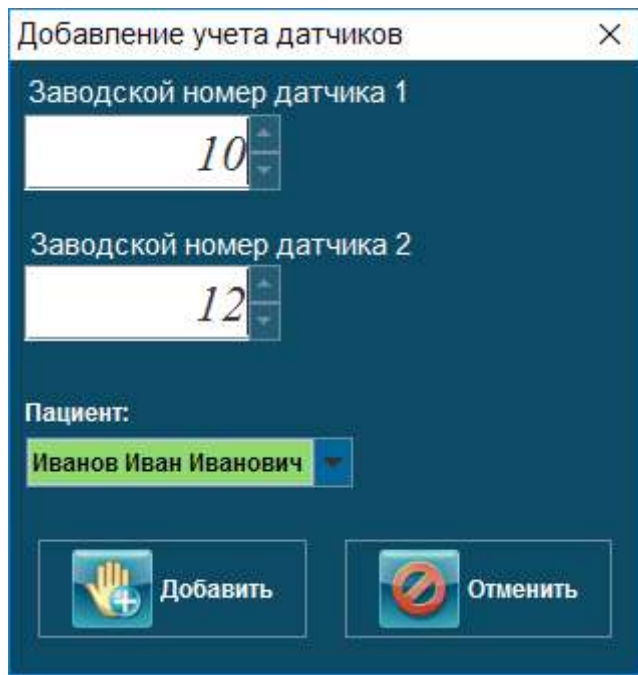 Добавление учета датчиков
Заводской номер датчика 1
10
Заводской номер датчика 2
12
Пациент:
Иванов Иван Иванович
Добавить
Отменить